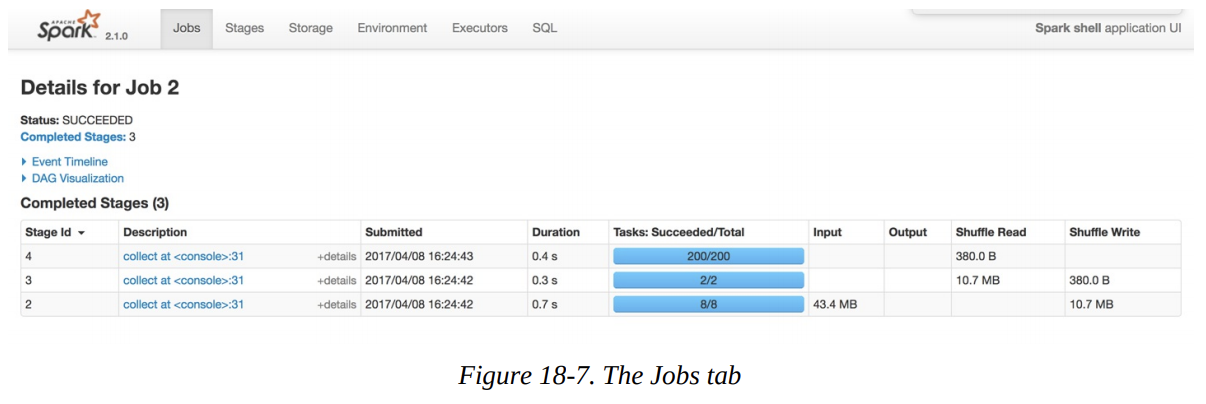 APACHE
Spark 2.1.0 Jobs Stages Storage Environment Executors SQL Spark shell application UI
Details for Job 2
Status: SUCCEEDED
Completed Stages: 3
Event Timeline
DAG Visualization
Completed Stages (3)
Stage Id Description Submitted Duration Tasks: Succeeded/Total Input Output Shuffle Read Shuffle Write
4 collect at <console>:31 +details 2017/04/08 16:24:43 0.4 s 200/200 380.0 B
3 collect at <console>:31 +details 2017/04/08 16:24:42 0.3 s 2/2 10.7 MB 380.0 B
2 collect at <console>:31 +details 2017/04/08 16:24:42 0.7 s 8/8 43.4 MB 10.7 MB
Figure 18-7. The Jobs tab